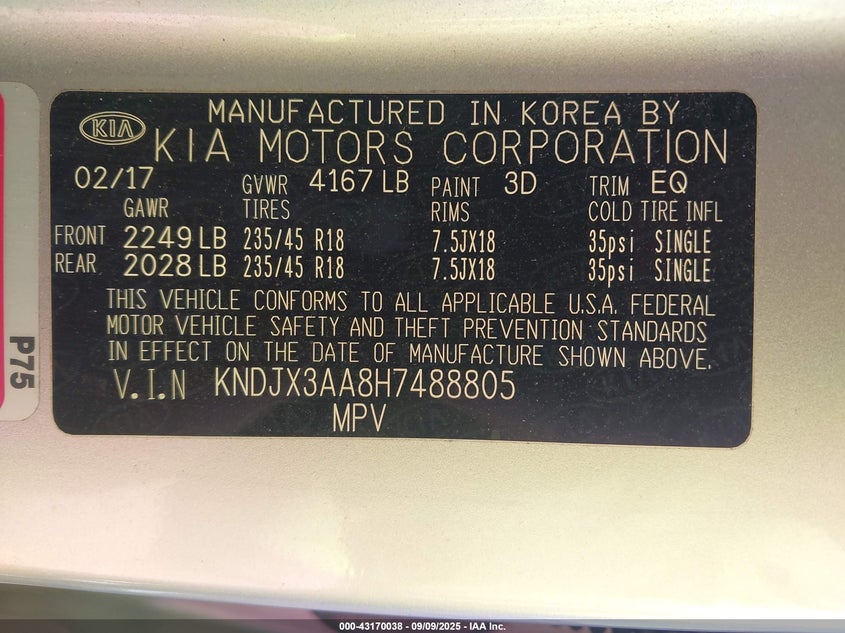 MANUFACTURED IN KOREA BY
KIA KIA MOTORS CORPORATION
02/17 GVWR 4167 LB PAINT 3D TRIM EQ
GAWR TIRES RIMS COLD TIRE INFL
FRONT 2249 LB 235/45 R18 7.5JX18 35psi SINGLE
REAR 2028 LB 235/45 R18 7.5JX18 35psi SINGLE
THIS VEHICLE CONFORMS TO ALL APPLICABLE U.S.A. FEDERAL
MOTOR VEHICLE SAFETY AND THEFT PREVENTION STANDARDS
IN EFFECT ON THE DATE OF MANUFACTURE SHOWN ABOVE.
V.I.N KNDJX3AA8H7488805
MPV
P75
000-43170038 - 09/09/2025 - IAA Inc.